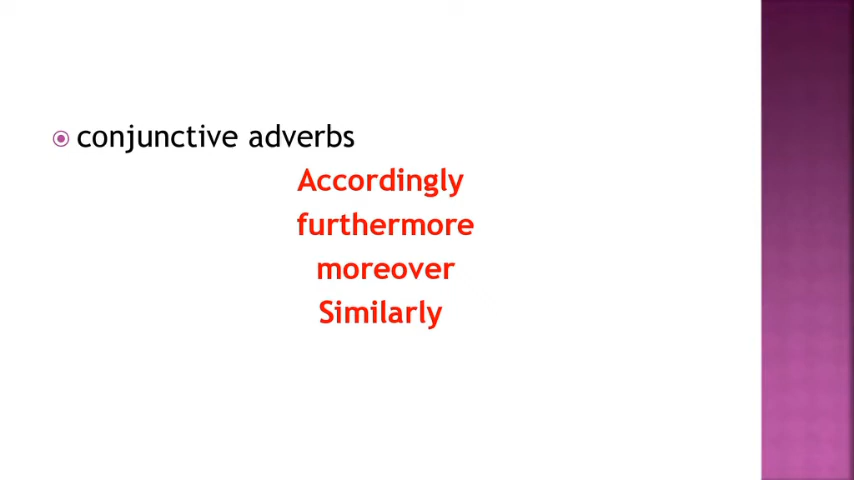 conjunctive adverbs
Accordingly
furthermore
moreover
Similarly